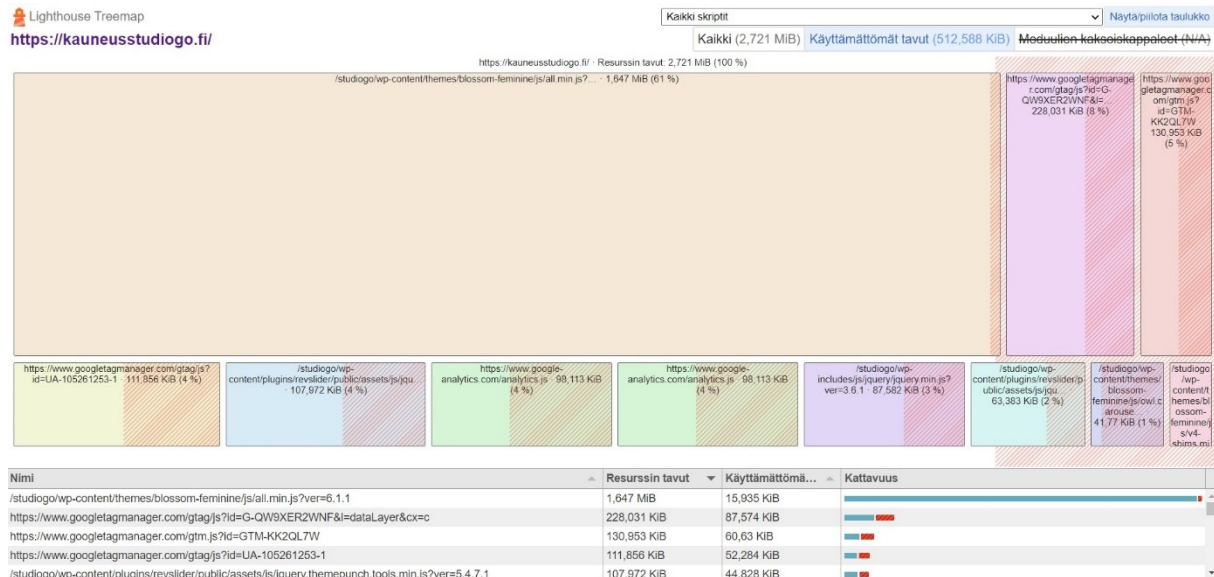 Lighthouse Treemap
Kaikki skriptit
Näytä/piilota taulukko
https://kauneusstudiogo.fi/
Kaikki (2,721 MiB)
Käyttämättömät tavut (512,588 KiB)
Moduulien kaksoiskappaleet (N/A)
https://kauneusstudiogo.fi/ · Resurssin tavut: 2,721 MiB (100 %)
/studiogo/wp-content/themes/blossom-feminine/js/all.min.js?... · 1,647 MiB (61 %)
https://www.googletagmanage
r.com/gtag/js?id=G-
QW9XER2WNF&l=...
228,031 KiB (8 %)
https://www.goo
gletagmanager.c
om/gtm.js?
id=GTM-
KK2QL7W
130,953 KiB
(5 %)
https://www.googletagmanager.com/gtag/js?
id=UA-105261253-1 · 111,856 KiB (4 %)
/studiogo/wp-
content/plugins/revslider/public/assets/js/jqu...
· 107,972 KiB (4 %)
https://www.google-
analytics.com/analytics.js · 98,113 KiB
(4 %)
https://www.google-
analytics.com/analytics.js · 98,113 KiB
(4 %)
/studiogo/wp-
includes/js/jquery/jquery.min.js?
ver=3.6.1 · 87,582 KiB (3 %)
/studiogo/wp-
content/plugins/revslider/p
ublic/assets/js/jqu...
63,383 KiB (2 %)
/studiogo/wp-
content/themes/
blossom-
feminine/js/owl.c
arouse...
41,77 KiB (1 %)
/studiogo
/wp-
content/t
hemes/bl
ossom-
feminine/j
s/v4-
shims.mi
Nimi
Resurssin tavut
Käyttämättömä...
Kattavuus
/studiogo/wp-content/themes/blossom-feminine/js/all.min.js?ver=6.1.1
1,647 MiB
15,935 KiB
https://www.googletagmanager.com/gtag/js?id=G-QW9XER2WNF&l=dataLayer&cx=c
228,031 KiB
87,574 KiB
https://www.googletagmanager.com/gtm.js?id=GTM-KK2QL7W
130,953 KiB
60,63 KiB
https://www.googletagmanager.com/gtag/js?id=UA-105261253-1
111,856 KiB
52,284 KiB
/studiogo/wp-content/plugins/revslider/public/assets/js/jquery.themepunch.tools.min.js?ver=5.4.7.1
107,972 KiB
44,828 KiB